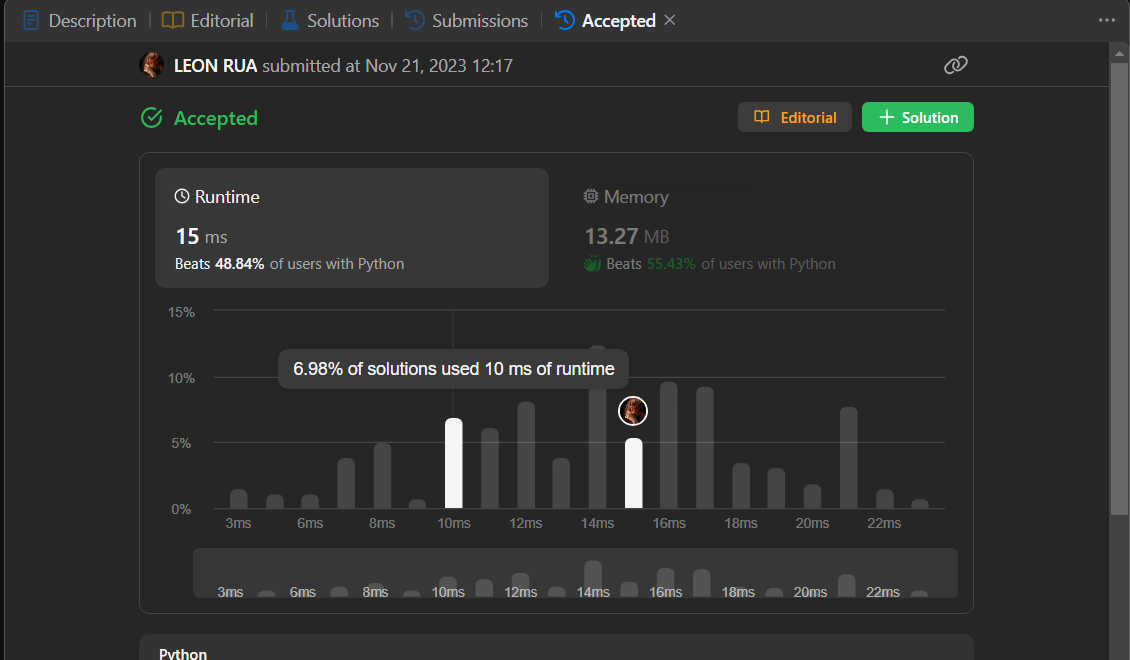 Description Editorial Solutions Submissions Accepted
LEON RUA submitted at Nov 21, 2023 12:17
Accepted Editorial Solution
Runtime Memory
15 ms 13.27 MB
Beats 48.84% of users with Python Beats 55.43% of users with Python
15%
6.98% of solutions used 10 ms of runtime
10%
5%
0%
3ms 6ms 8ms 10ms 12ms 14ms 16ms 18ms 20ms 22ms
3ms 6ms 8ms 10ms 12ms 14ms 16ms 18ms 20ms 22ms
Python